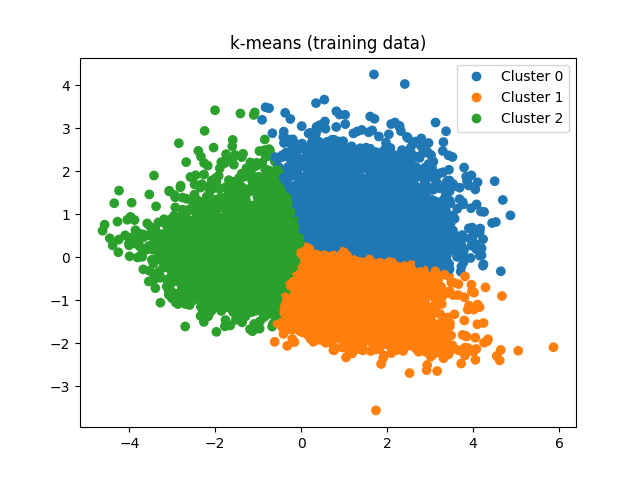 k-means (training data)
Cluster 0
Cluster 1
Cluster 2
4
3
2
1
0
−1
−2
−3
−4 −2 0 2 4 6